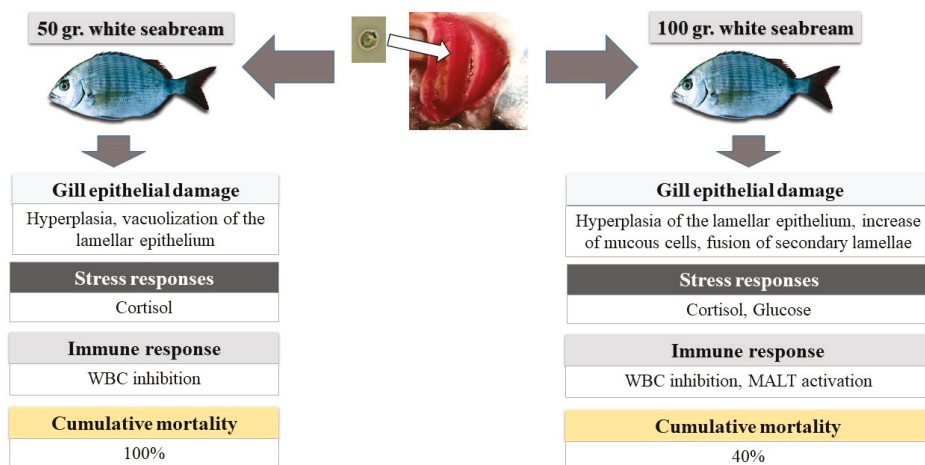 50 gr. white seabream
Gill epithelial damage
Hyperplasia, vacuolization of the
lamellar epithelium
Stress responses
Cortisol
Immune response
WBC inhibition
Cumulative mortality
100%
100 gr. white seabream
Gill epithelial damage
Hyperplasia of the lamellar epithelium, increase
of mucous cells, fusion of secondary lamellae
Stress responses
Cortisol, Glucose
Immune response
WBC inhibition, MALT activation
Cumulative mortality
40%